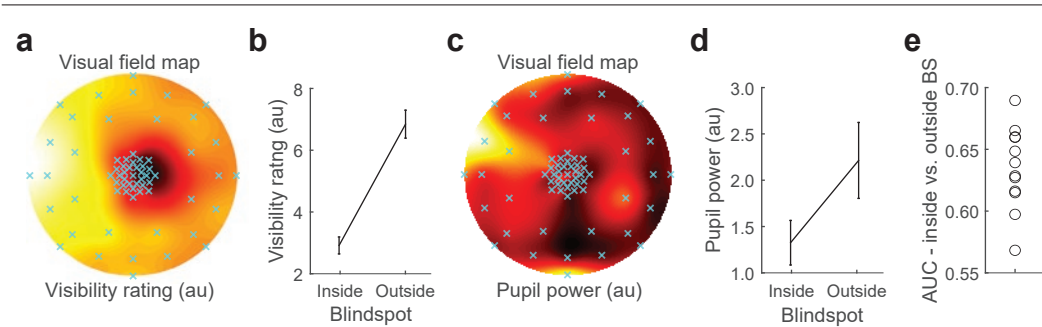 a
Visual field map
Visibility rating (au)
b
Visibility ratng (au)
8
6
4
2
Inside Outside
Blindspot
c
Visual field map
Pupil power (au)
d
Pupil power (au)
3.0
2.5
2.0
1.5
1.0
Inside Outside
Blindspot
e
AUC - inside vs. outside BS
0.70
0.65
0.60
0.55